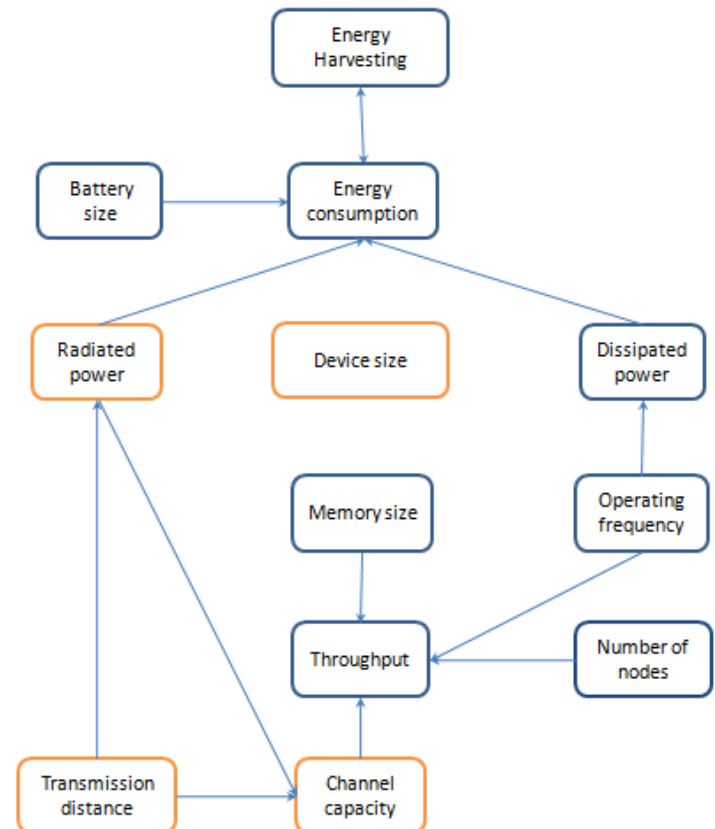 Energy
Harvesting
Battery
size
Energy
consumption
Radiated
power
Device size
Dissipated
power
Memory size
Operating
frequency
Throughput
Number of
nodes
Transmission
distance
Channel
capacity